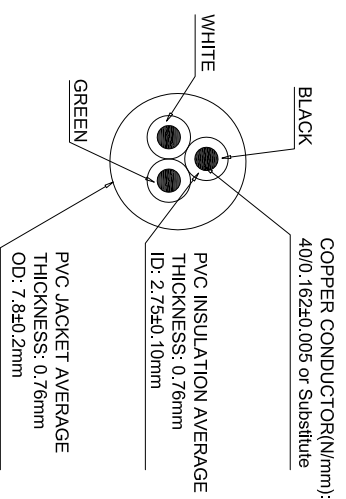 COPPER CONDUCTOR(N/mm):
40/0.162±0.005 or Substitute
BLACK
WHITE
GREEN
PVC INSULATION AVERAGE
THICKNESS: 0.76mm
ID: 2.75±0.10mm
PVC JACKET AVERAGE
THICKNESS: 0.76mm
OD: 7.8±0.2mm